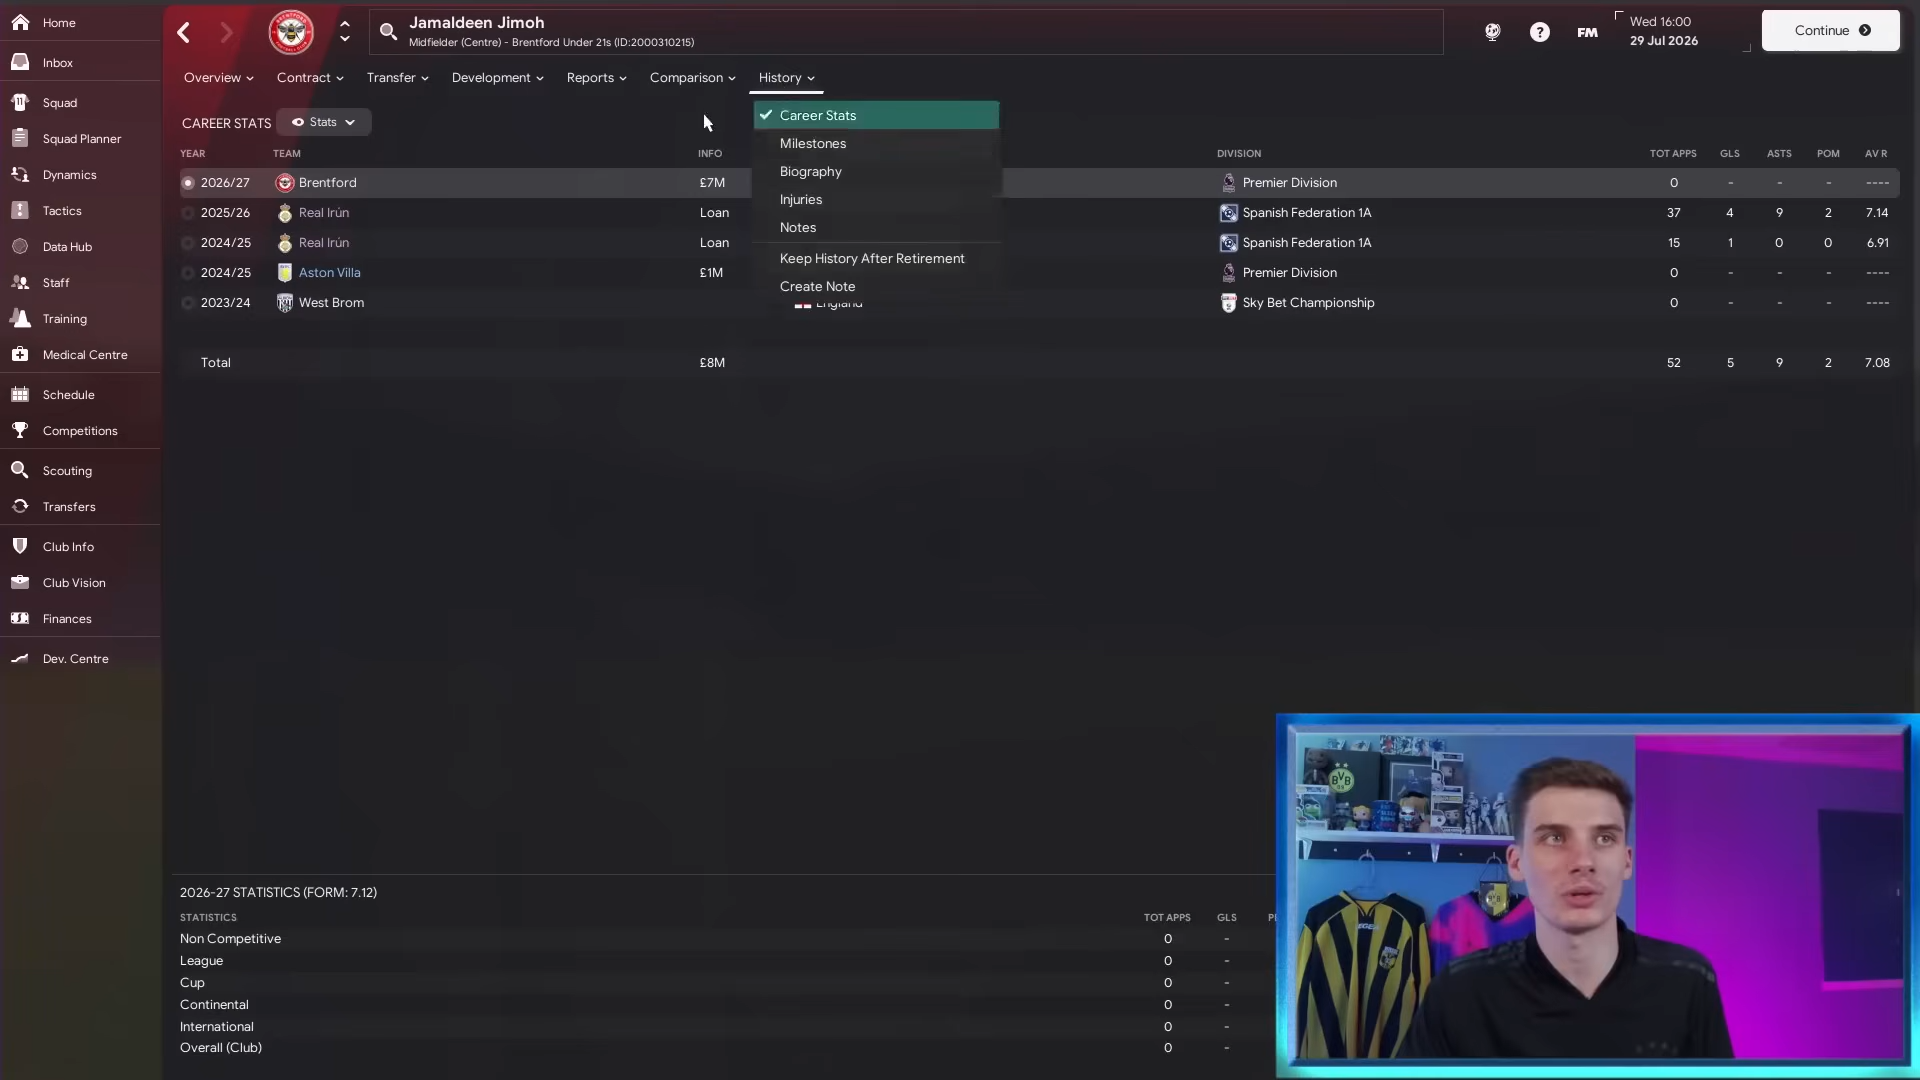 Home
Inbox
Squad
Squad Planner
Dynamics
Tactics
Data Hub
Staff
Training
Medical Centre
Schedule
Competitions
Scouting
Transfers
Club Info
Club Vision
Finances
Dev. Centre
Jamaldeen Jimoh
Midfielder (Centre) - Brentford Under 21s (ID:2000310215)
FM
Wed 16:00
29 Jul 2026
Continue
Overview Contract Transfer Development Reports Comparison History
CAREER STATS Stats
Career Stats
Milestones
Biography
Injuries
Notes
Keep History After Retirement
Create Note
YEAR TEAM INFO DIVISION TOT APPS GLS ASTS POM AV R
2026/27 Brentford £7M Premier Division 0 - - - ----
2025/26 Real Irún Loan Spanish Federation 1A 37 4 9 2 7.14
2024/25 Real Irún Loan Spanish Federation 1A 15 1 0 0 6.91
2024/25 Aston Villa £1M Premier Division 0 - - - ----
2023/24 West Brom England Sky Bet Championship 0 - - - ----
Total £8M 52 5 9 2 7.08
2026-27 STATISTICS (FORM: 7.12)
STATISTICS TOT APPS GLS
Non Competitive 0 -
League 0 -
Cup 0 -
Continental 0 -
International 0 -
Overall (Club) 0 -
BVB